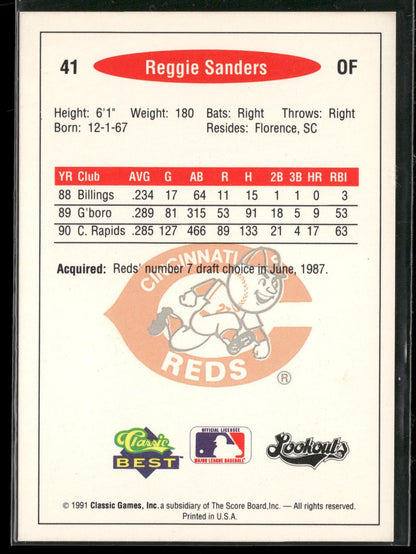 41 Reggie Sanders OF
Height: 6'1" Weight: 180 Bats: Right Throws: Right
Born: 12-1-67 Resides: Florence, SC
YR Club AVG G AB R H 2B 3B HR RBI
88 Billings .234 17 64 11 15 1 1 0 3
89 G'boro .289 81 315 53 91 18 5 9 53
90 C. Rapids .285 127 466 89 133 21 4 17 63
Acquired: Reds' number 7 draft choice in June, 1987.
CINCINNATI
REDS ®
Classic
BEST
OFFICIAL LICENSEE
MAJOR LEAGUE BASEBALL
Lookouts
© 1991 Classic Games, Inc. a subsidiary of The Score Board, Inc. — All rights reserved.
Printed in U.S.A.